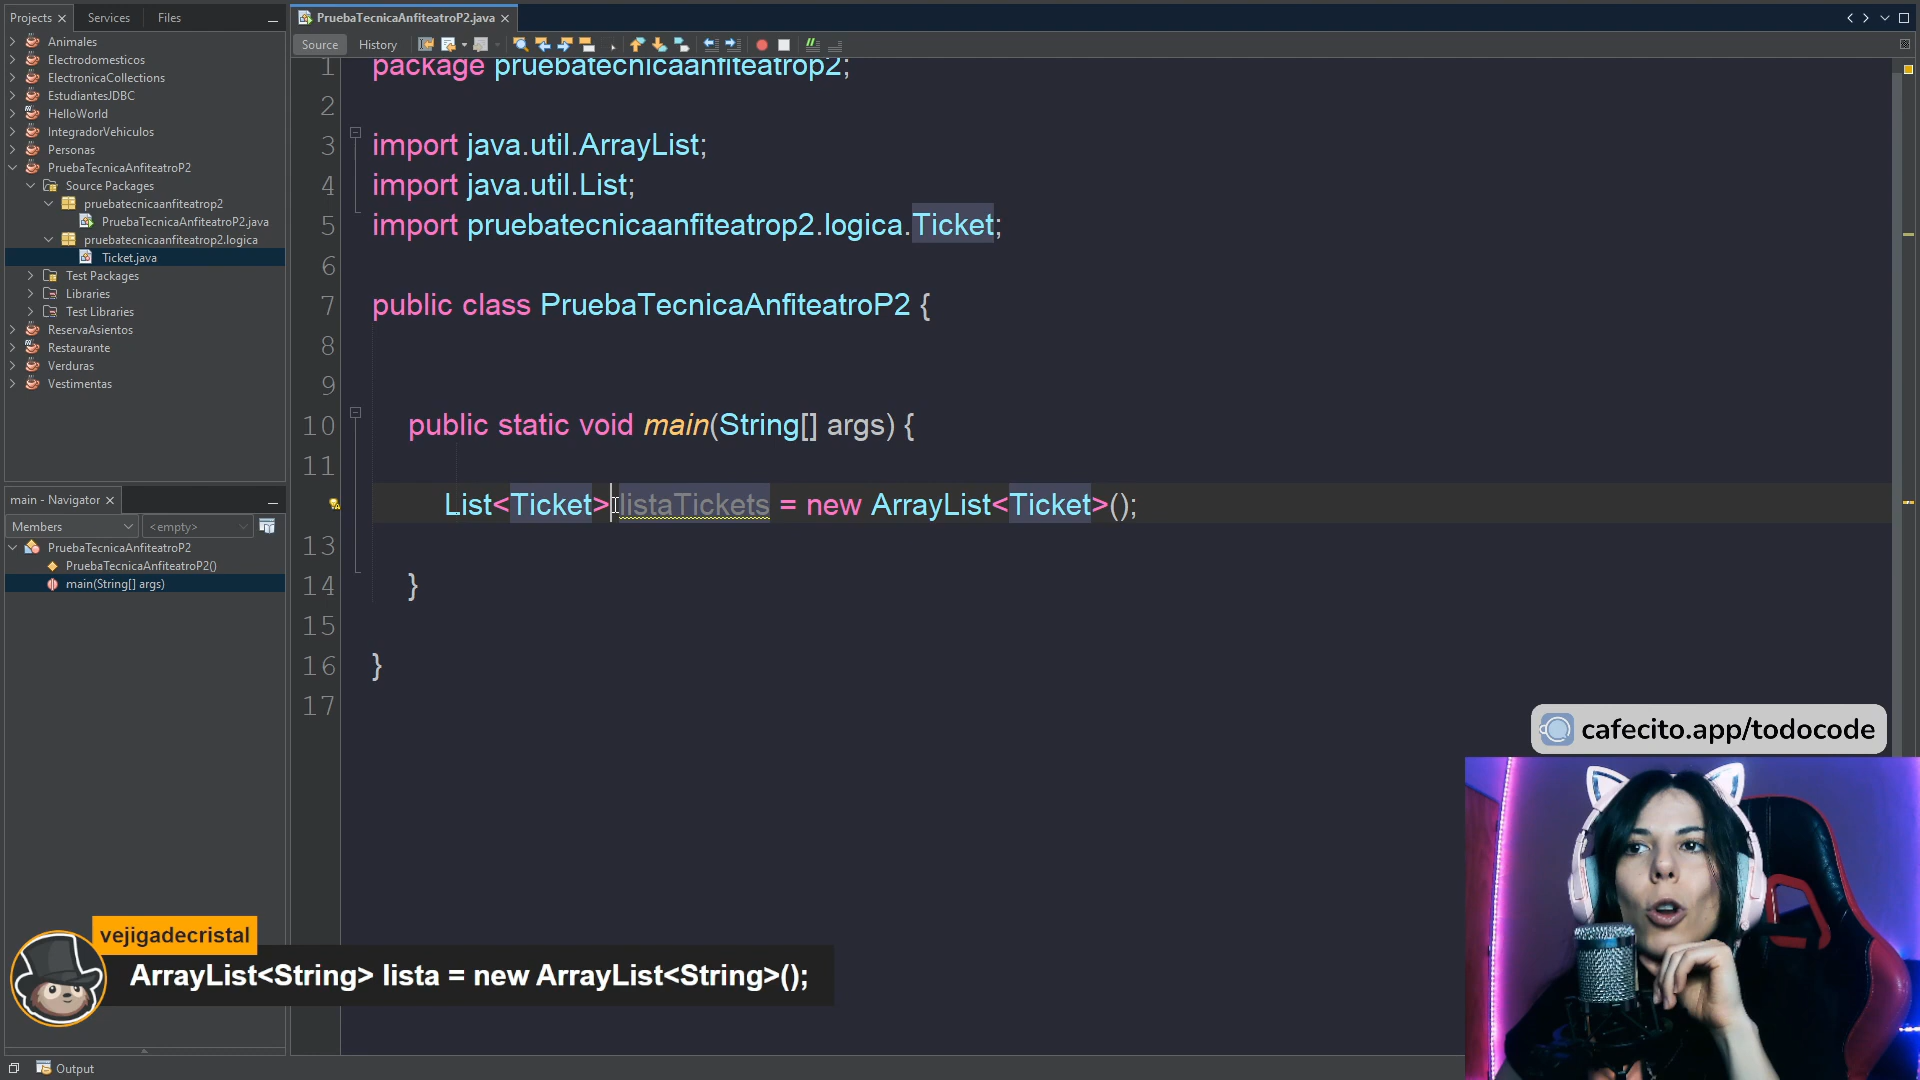 Projects
Services
Files
Animales
Electrodomesticos
ElectronicaCollections
EstudiantesJDBC
HelloWorld
IntegradorVehiculos
Personas
PruebaTecnicaAnfiteatroP2
Source Packages
pruebatecnicaanfiteatrop2
PruebaTecnicaAnfiteatroP2.java
pruebatecnicaanfiteatrop2.logica
Ticket.java
Test Packages
Libraries
Test Libraries
ReservaAsientos
Restaurante
Verduras
Vestimentas
main - Navigator
Members
<empty>
PruebaTecnicaAnfiteatroP2
PruebaTecnicaAnfiteatroP2()
main(String[] args)
PruebaTecnicaAnfiteatroP2.java
Source
History
1 package pruebatecnicaanfiteatrop2;
2
3 import java.util.ArrayList;
4 import java.util.List;
5 import pruebatecnicaanfiteatrop2.logica.Ticket;
6
7 public class PruebaTecnicaAnfiteatroP2 {
8
9
10 public static void main(String[] args) {
11
List<Ticket> listaTickets = new ArrayList<Ticket>();
13
14 }
15
16 }
17
cafecito.app/todocode
vejigadecristal
ArrayList<String> lista = new ArrayList<String>();
Output